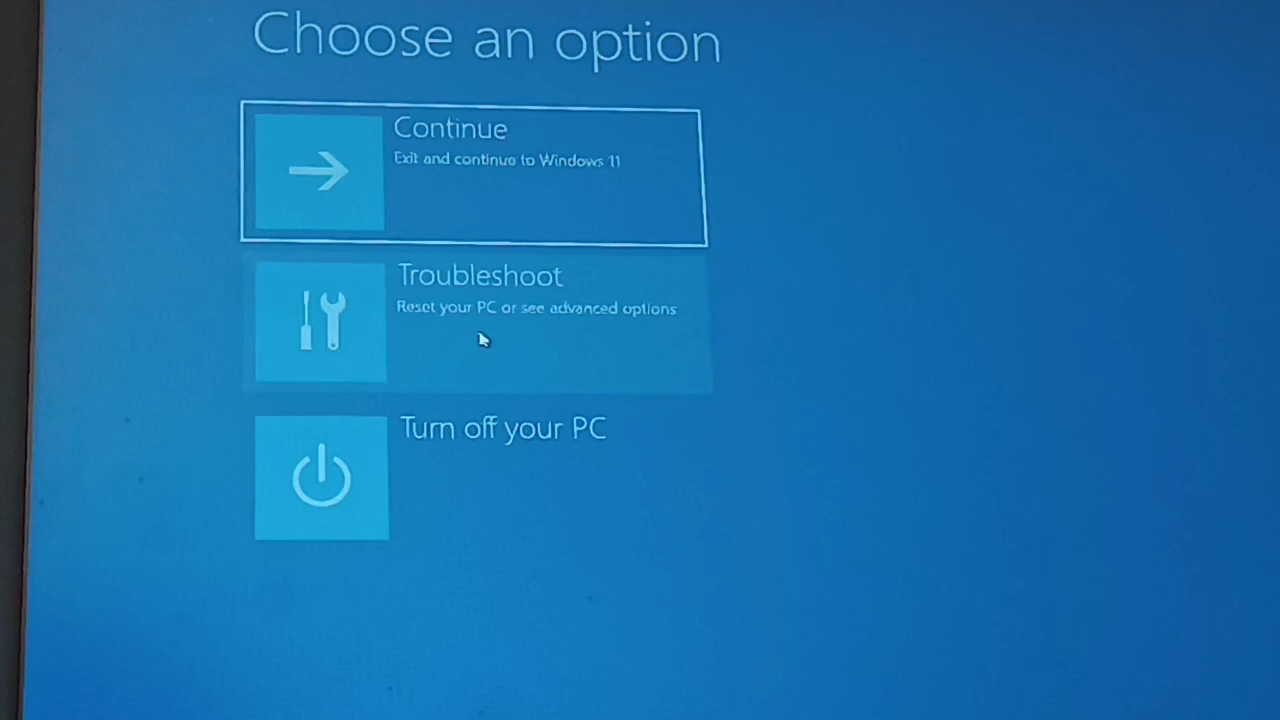 Choose an option
Continue
Exit and continue to Windows 11
Troubleshoot
Reset your PC or see advanced options
Turn off your PC